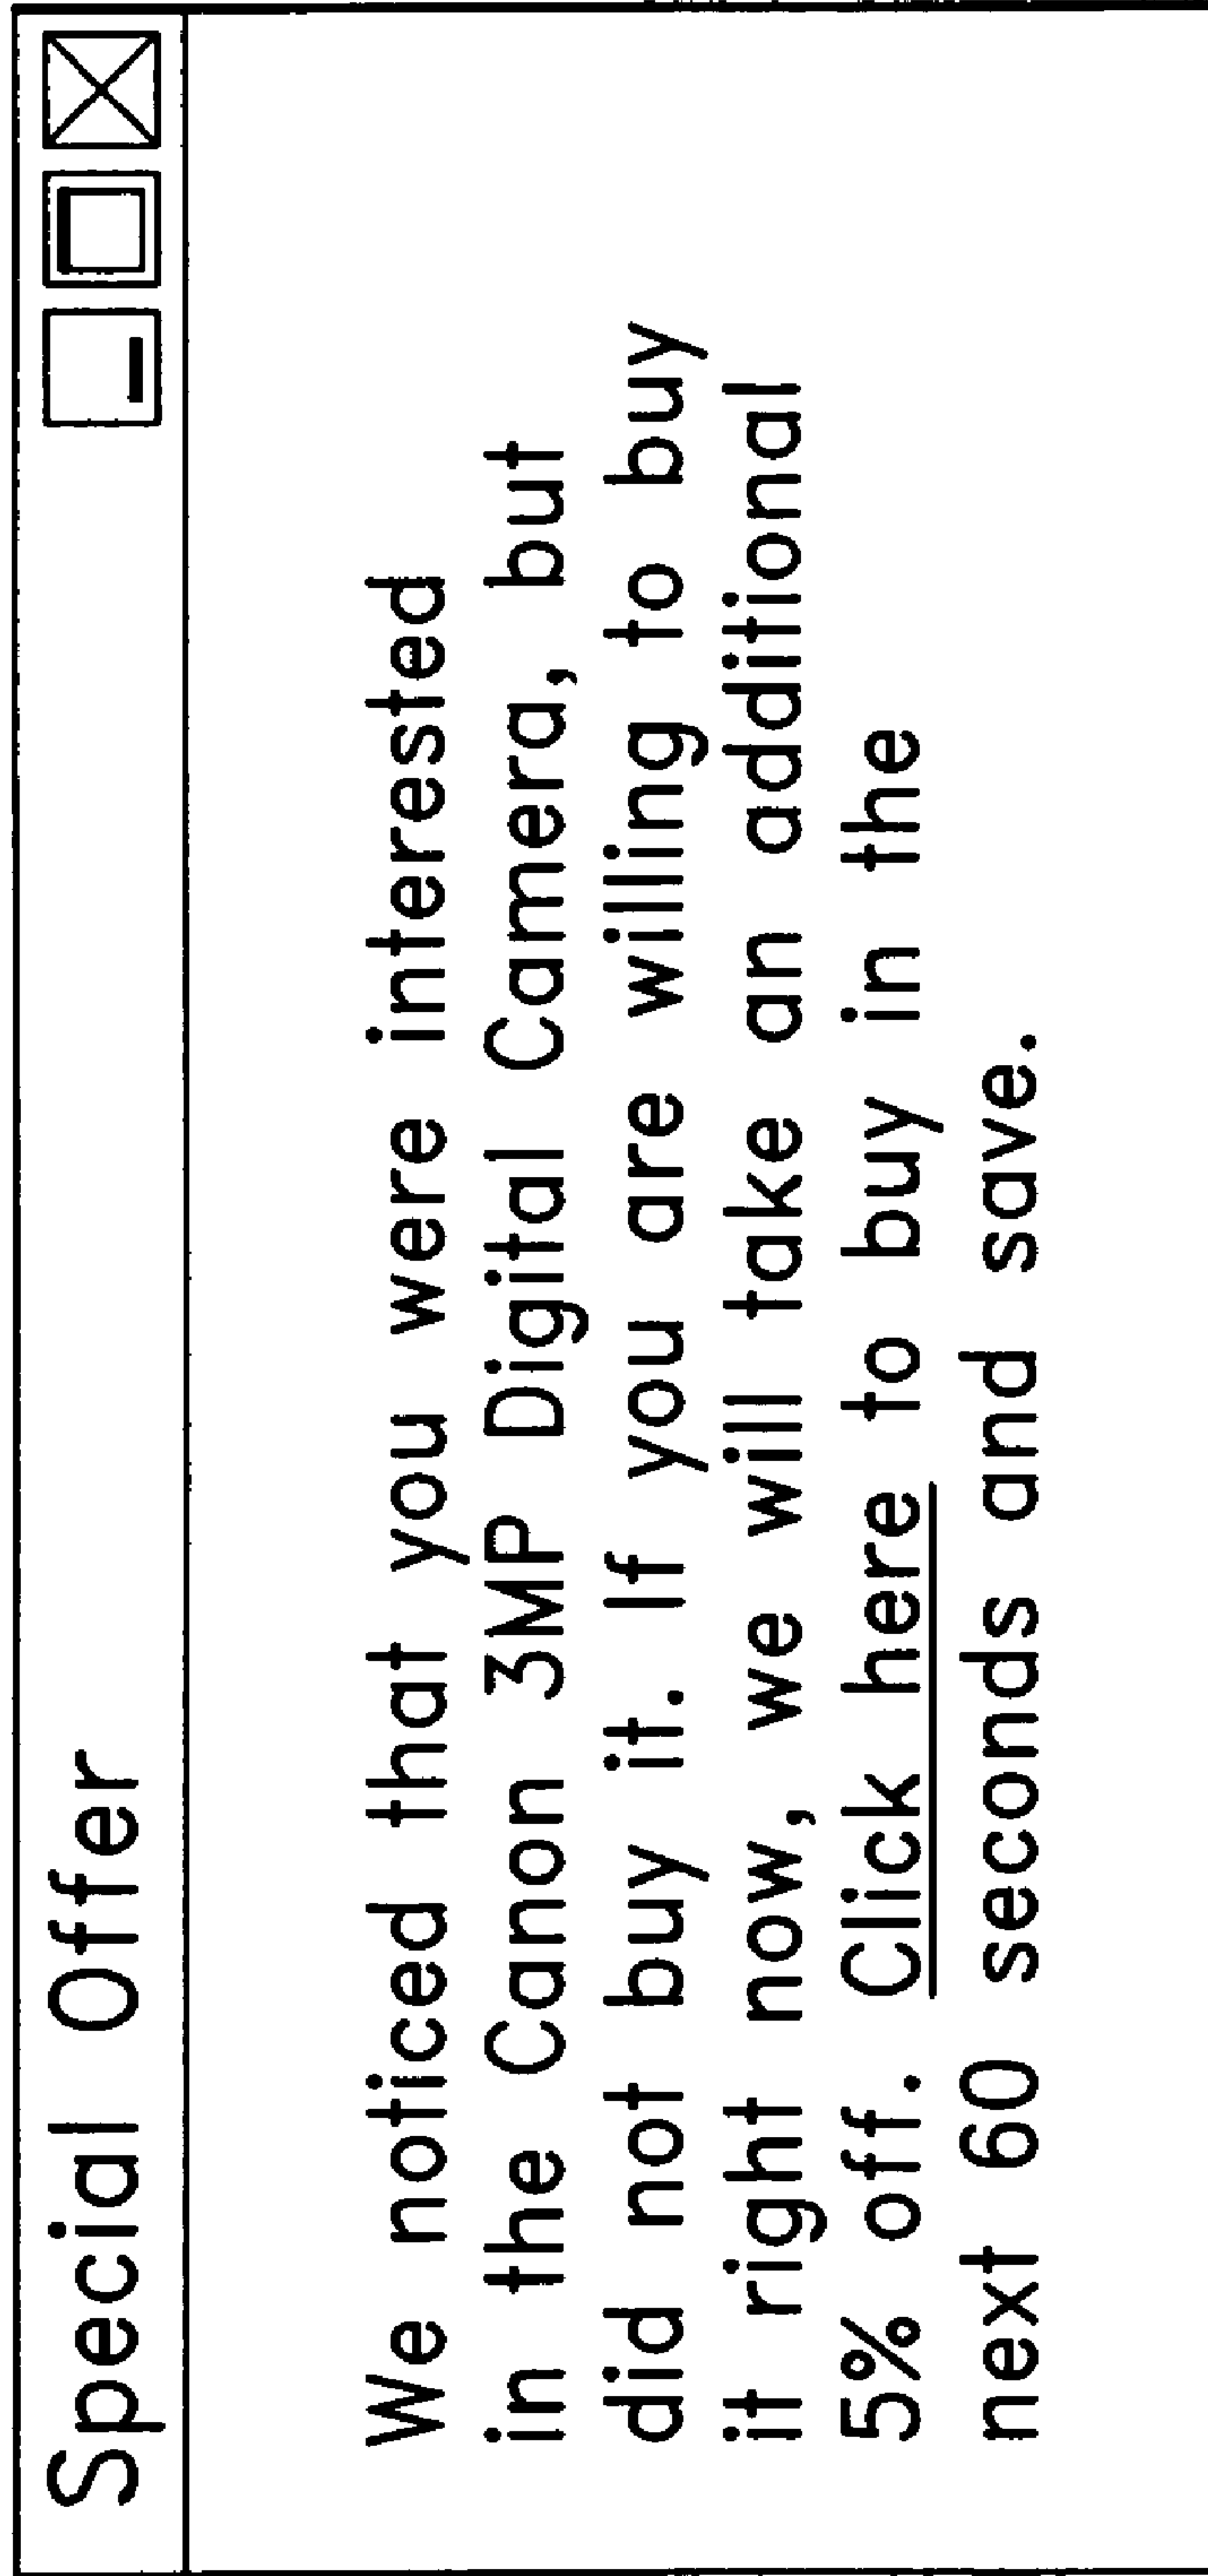 Special Offer
We noticed that you were interested
in the Canon 3MP Digital Camera, but
did not buy it. If you are willing to buy
it right now, we will take an additional
5% off. Click here to buy in the
next 60 seconds and save.